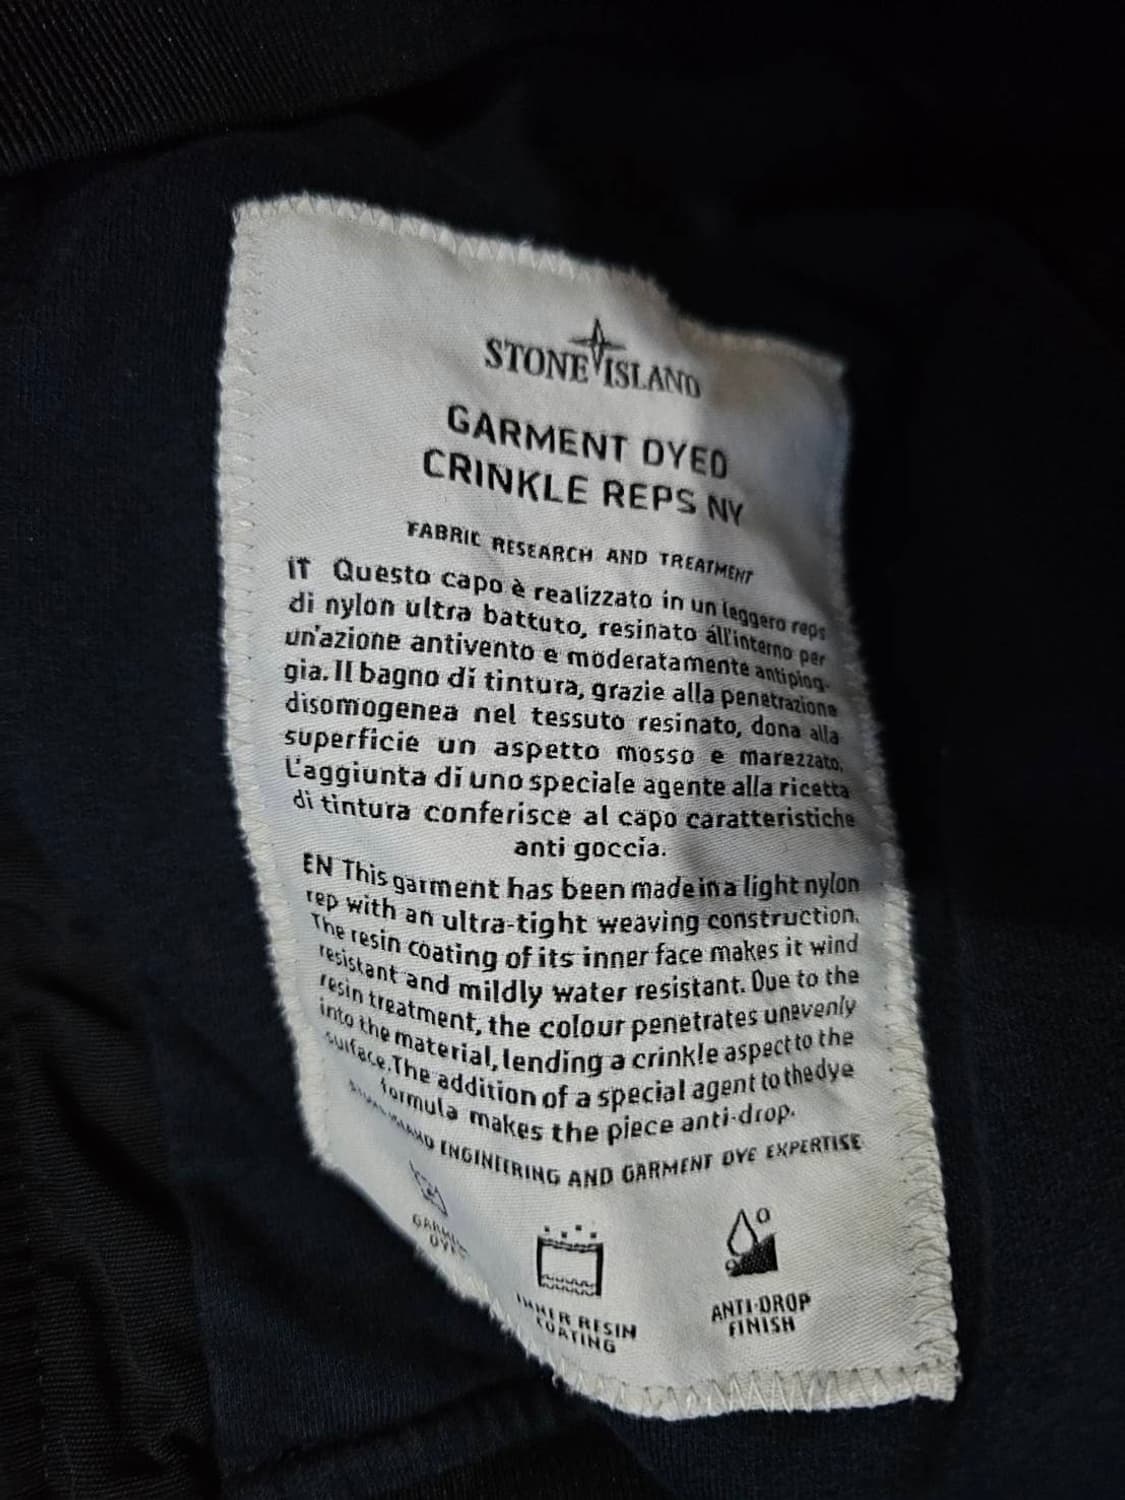 STONE ISLAND
GARMENT DYED
CRINKLE REPS NY
FABRIC RESEARCH AND TREATMENT
IT Questo capo è realizzato in un leggero reps
di nylon ultra battuto, resinato áll'interno per
un'azione antivento e moderatamente antipiog-
gia. Il bagno di tintura, grazie alla penetrazione
disomogenea nel tessuto resinato, dona alla
superficie un aspetto mosso e marezzato.
L'aggiunta di uno speciale agente alla ricetta
di tintura conferisce al capo caratteristiche
anti goccia.
EN This garment has been made in a light nylon
rep with an ultra-tight weaving construction.
The resin coating of its inner face makes it wind
resistant and mildly water resistant. Due to the
resin treatment, the colour penetrates unevenly
into the material, lending a crinkle aspect to the
surface. The addition of a special agent to the dye
formula makes the piece anti-drop.
STONE ISLAND ENGINEERING AND GARMENT DYE EXPERTISE
GARMENT
DYED
INNER RESIN
COATING
ANTI-DROP
FINISH